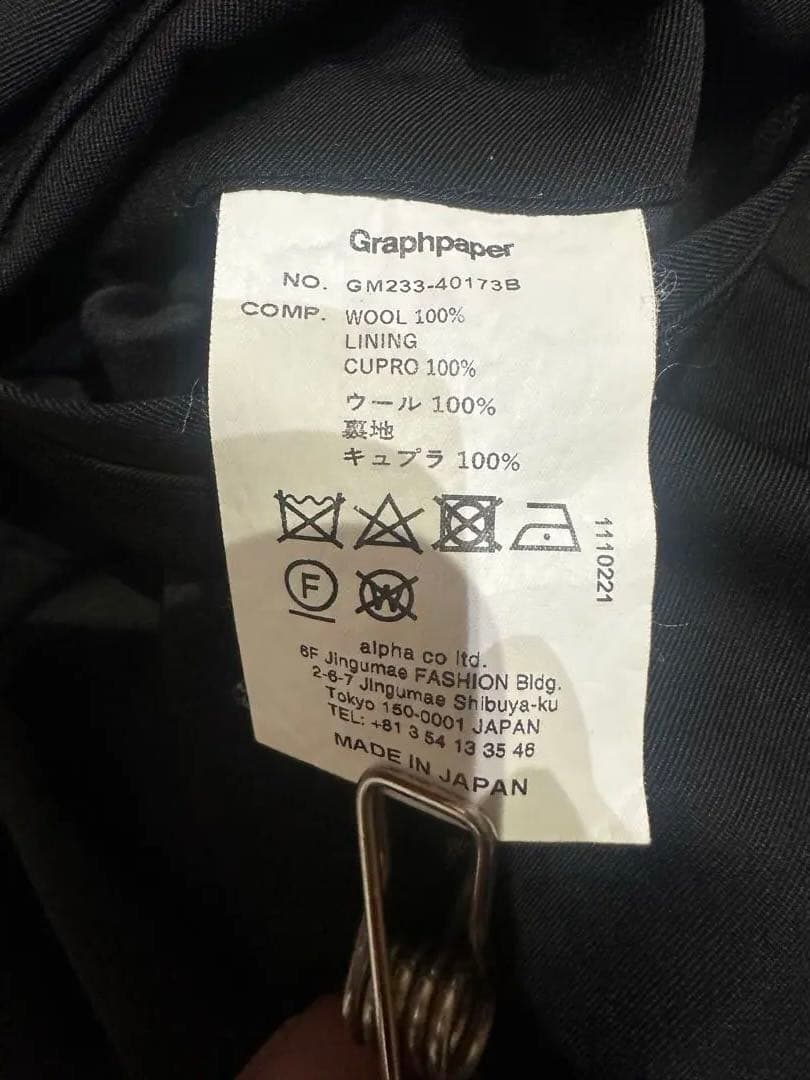 Graphpaper
NO. GM233-40173B
COMP. WOOL 100%
LINING
CUPRO 100%
ウール 100%
裏地
キュプラ 100%
1110221
F
W
alpha co ltd.
6F Jingumae FASHION Bldg.
2-6-7 Jingumae Shibuya-ku
Tokyo 150-0001 JAPAN
TEL: +81 3 54 13 35 46
MADE IN JAPAN